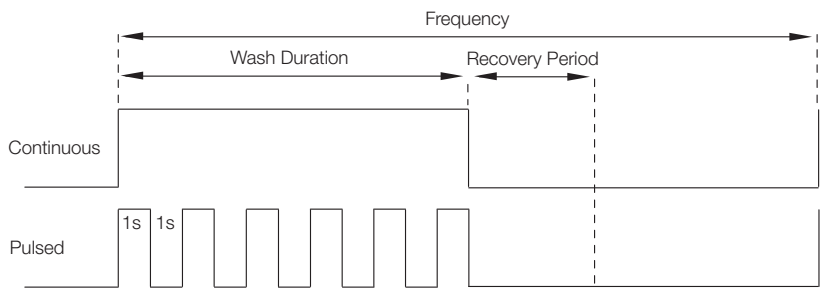 Frequency
Wash Duration
Recovery Period
Continuous
1s 1s
Pulsed